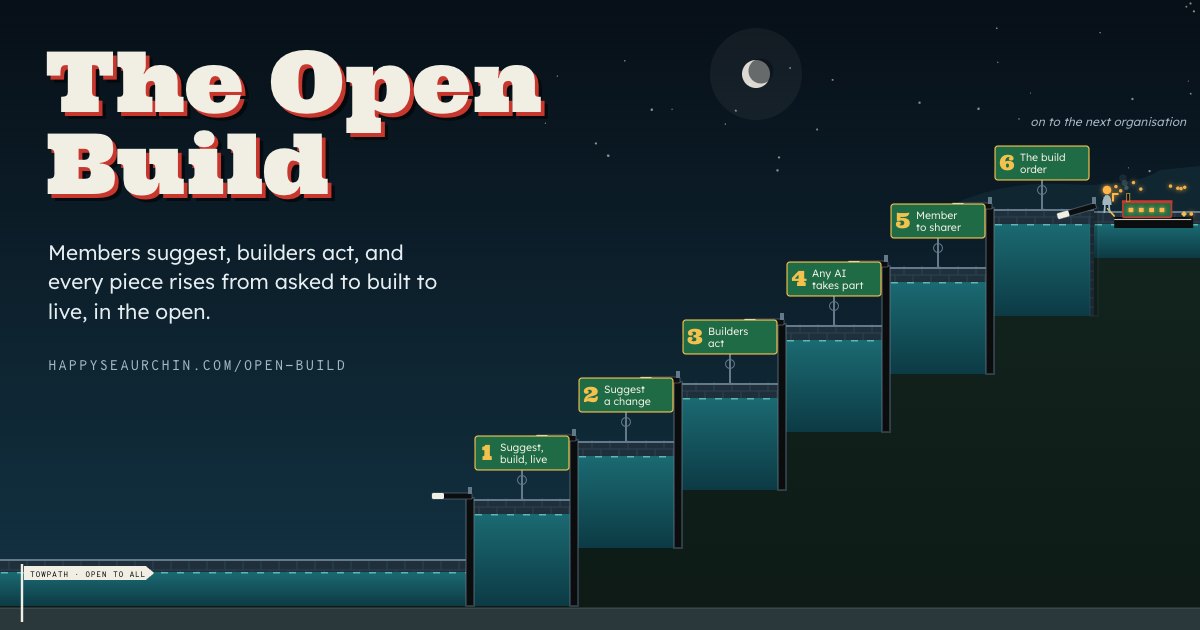 The Open
Build
Members suggest, builders act, and
every piece rises from asked to built to
live, in the open.
HAPPYSEAURCHIN.COM/OPEN-BUILD
on to the next organisation
6 The build
order
5 Member
to sharer
4 Any AI
takes part
3 Builders
act
2 Suggest
a change
1 Suggest,
build, live
TOWPATH · OPEN TO ALL